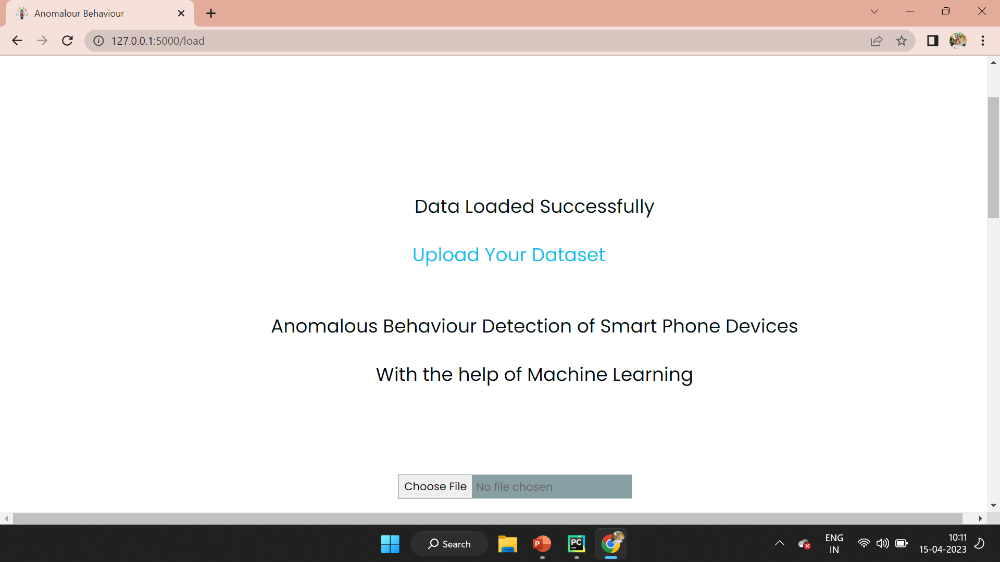 Anomalour Behaviour
127.0.0.1:5000/load
Data Loaded Successfully
Upload Your Dataset
Anomalous Behaviour Detection of Smart Phone Devices
With the help of Machine Learning
Choose File No file chosen
Search
P
PC
ENG
IN
10:11
15-04-2023